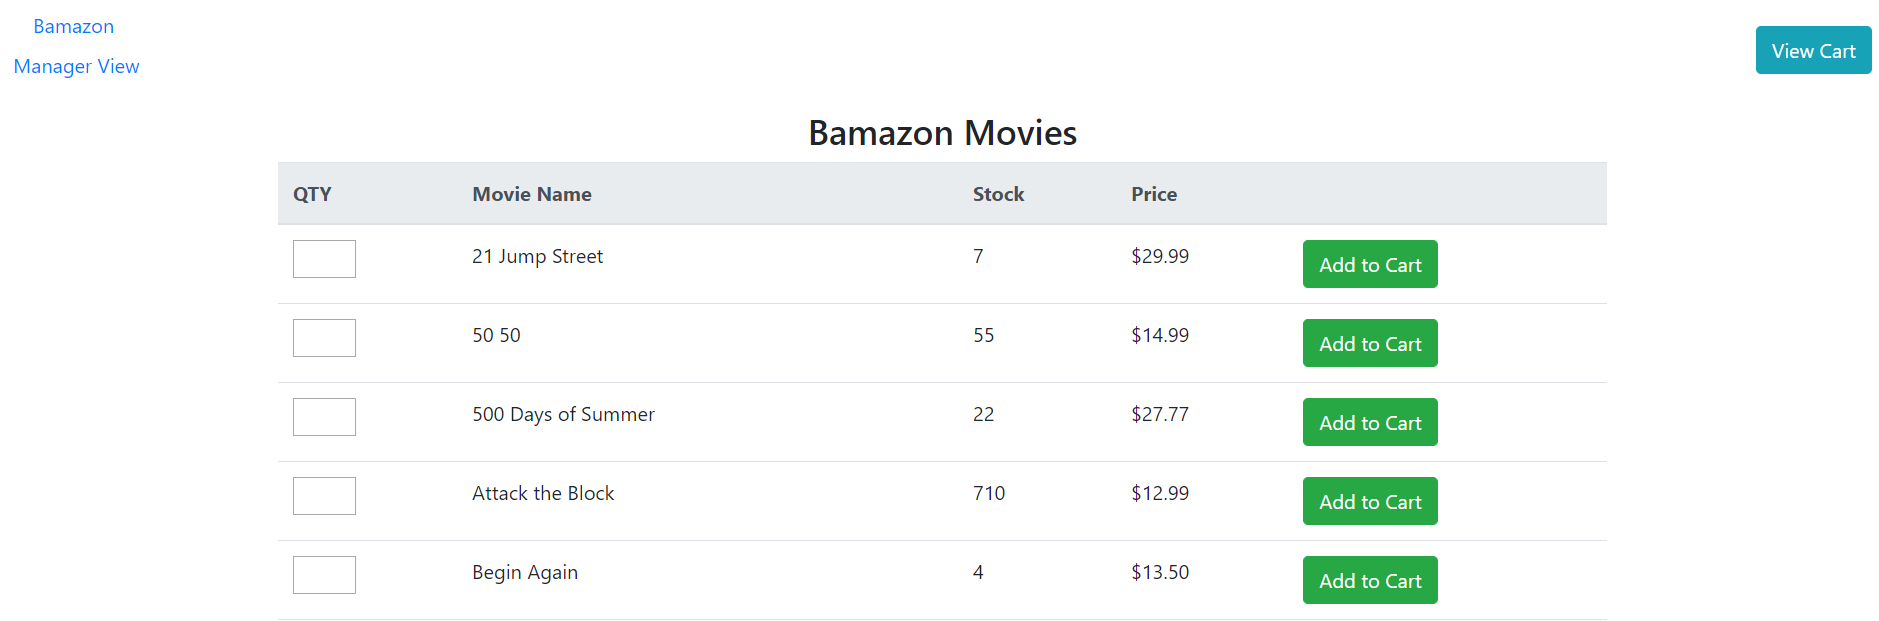 Bamazon
Manager View
View Cart
Bamazon Movies
QTY Movie Name Stock Price
21 Jump Street 7 $29.99 Add to Cart
50 50 55 $14.99 Add to Cart
500 Days of Summer 22 $27.77 Add to Cart
Attack the Block 710 $12.99 Add to Cart
Begin Again 4 $13.50 Add to Cart